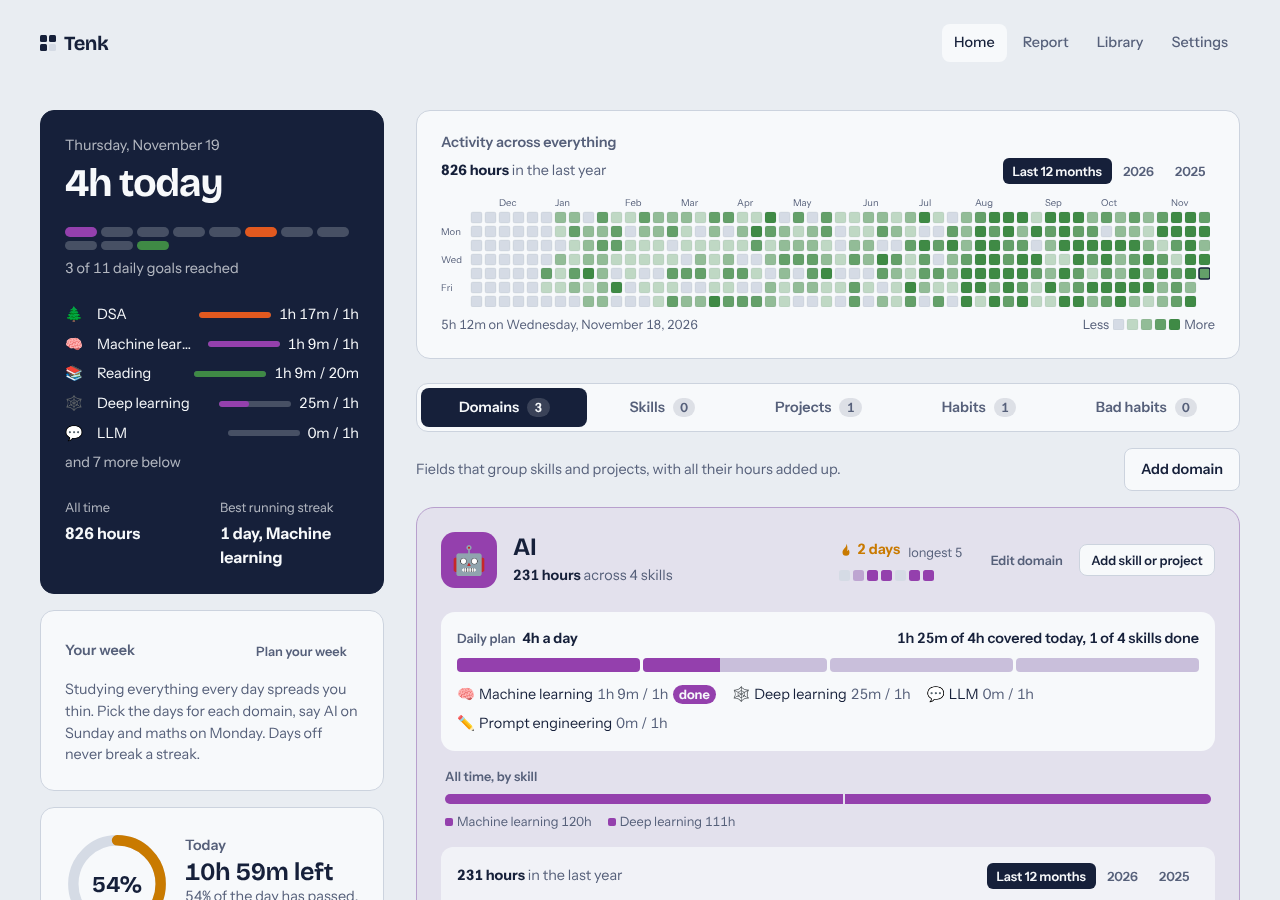 Tenk
Home
Report
Library
Settings
Thursday, November 19
4h today
3 of 11 daily goals reached
DSA 1h 17m / 1h
Machine lear... 1h 9m / 1h
Reading 1h 9m / 20m
Deep learning 25m / 1h
LLM 0m / 1h
and 7 more below
All time
826 hours
Best running streak
1 day, Machine
learning
Your week
Plan your week
Studying everything every day spreads you
thin. Pick the days for each domain, say AI on
Sunday and maths on Monday. Days off
never break a streak.
54%
Today
10h 59m left
54% of the day has passed.
Activity across everything
826 hours in the last year
Last 12 months 2026 2025
Dec Jan Feb Mar Apr May Jun Jul Aug Sep Oct Nov
Mon
Wed
Fri
5h 12m on Wednesday, November 18, 2026
Less More
Domains 3
Skills 0
Projects 1
Habits 1
Bad habits 0
Fields that group skills and projects, with all their hours added up.
Add domain
AI
231 hours across 4 skills
2 days longest 5
Edit domain
Add skill or project
Daily plan 4h a day
1h 25m of 4h covered today, 1 of 4 skills done
Machine learning 1h 9m / 1h done Deep learning 25m / 1h LLM 0m / 1h
Prompt engineering 0m / 1h
All time, by skill
Machine learning 120h Deep learning 111h
231 hours in the last year
Last 12 months 2026 2025